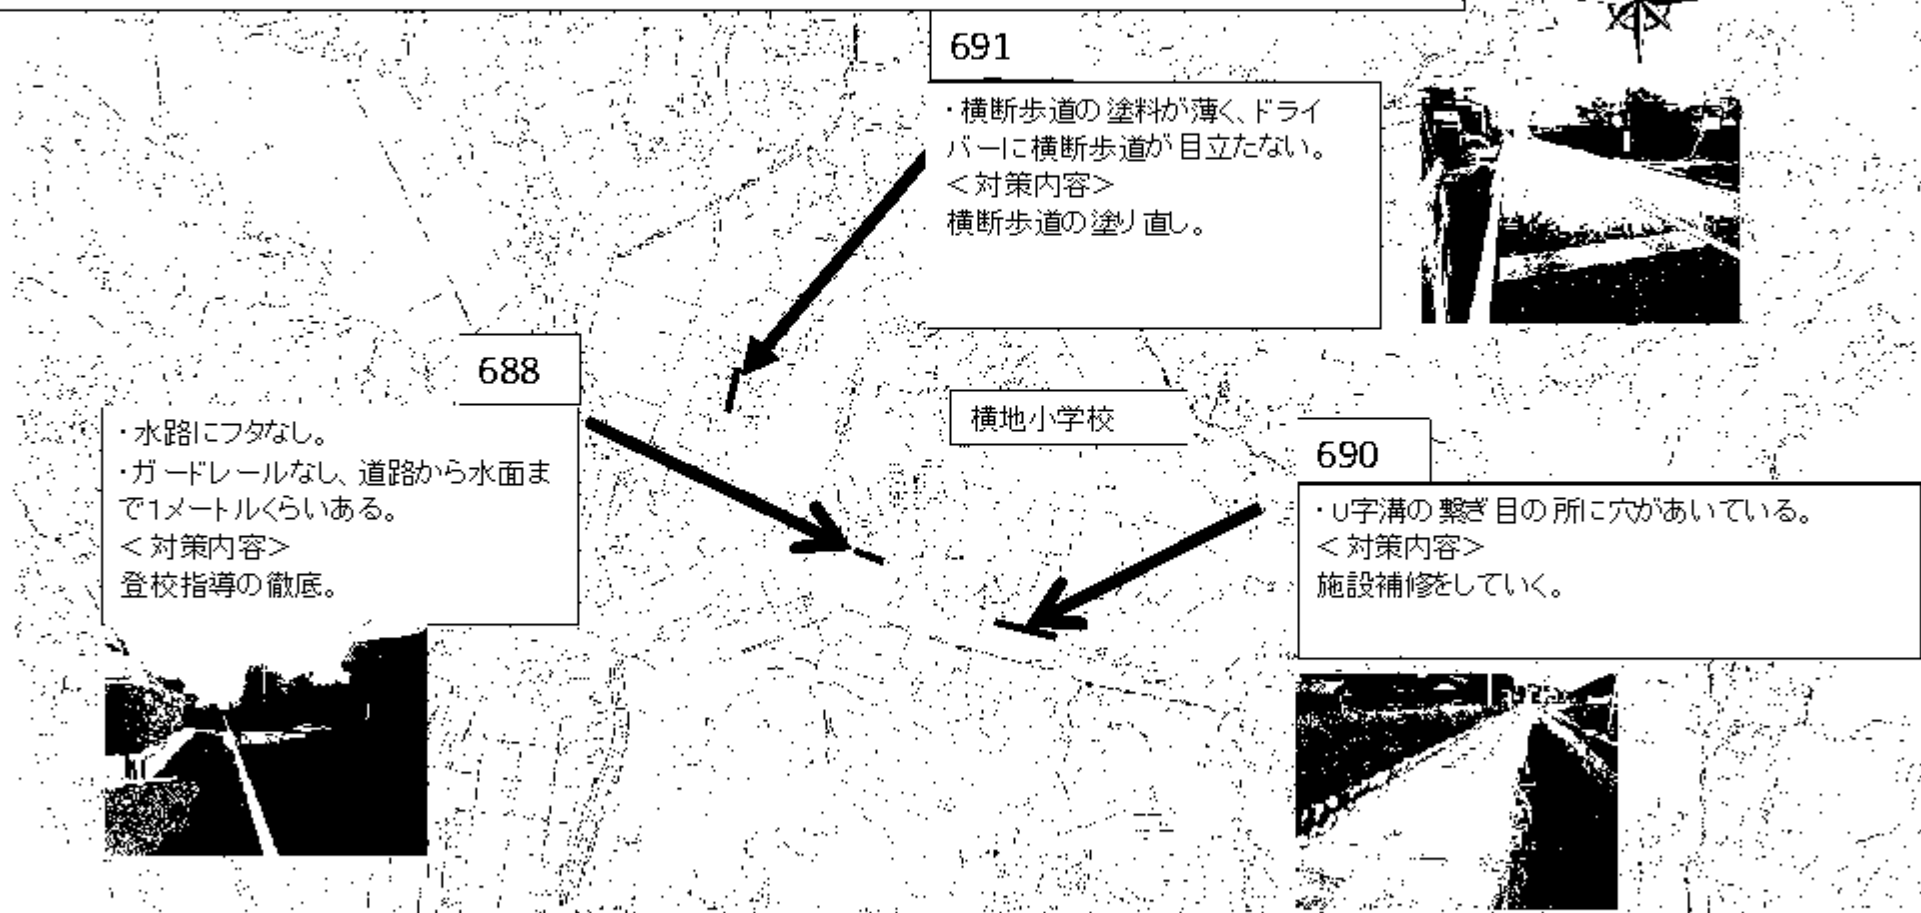 691
・横断歩道の塗料が薄く、ドライ
バーに横断歩道が目立たない。
＜対策内容＞
横断歩道の塗り直し。
688
・水路にフタなし。
・ガードレールなし、道路から水面ま
で1メートルくらいある。
＜対策内容＞
登校指導の徹底。
横地小学校
690
・U字溝の繋ぎ目の所に穴があいている。
＜対策内容＞
施設補修をしていく。